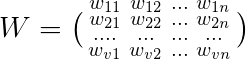 W = ( w11 w12 ... w1n
w21 w22 ... w2n
.... ... ... ...
wv1 wv2 ... wvn )